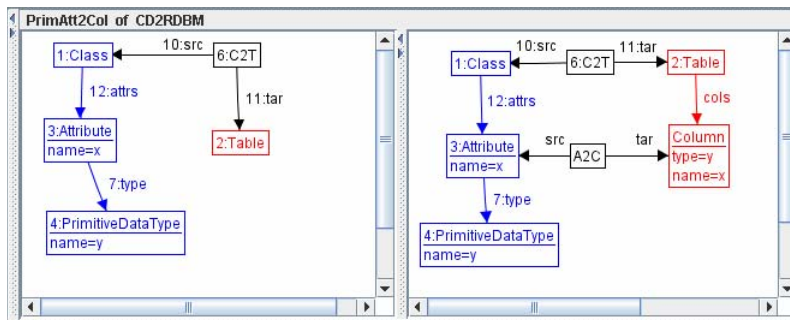 PrimAtt2Col of CD2RDBM
10:src
1:Class
6:C2T
12:attrs
11:tar
3:Attribute
name=x
2:Table
7:type
4:PrimitiveDataType
name=y
10:src
11:tar
1:Class
6:C2T
2:Table
12:attrs
cols
3:Attribute
name=x
src
A2C
tar
Column
type=y
name=x
7:type
4:PrimitiveDataType
name=y